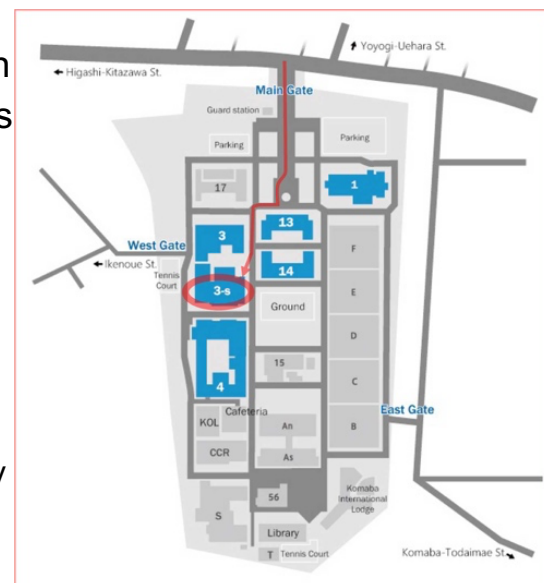 Yoyogi-Uehara St.
Higashi-Kitazawa St.
Main Gate
Guard station
Parking
Parking
17
1
13
3
West Gate
14
F
Ikenoue St.
Tennis
Court
3-s
E
Ground
D
15
C
4
Cafeteria
East Gate
KOL
An
B
CCR
As
S
56
Komaba
International
Lodge
Library
T
Tennis Court
Komaba-Todaimae St.